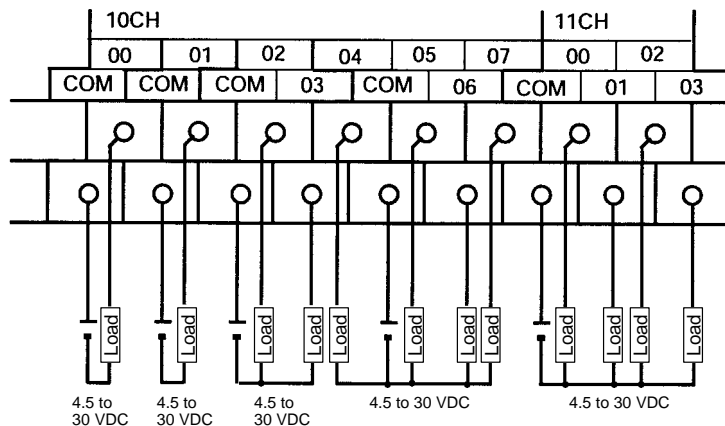 10CH 11CH
00 01 02 04 05 07 00 02
COM COM COM 03 COM 06 COM 01 03
Load Load Load Load Load Load Load Load Load Load Load Load
4.5 to 4.5 to 4.5 to 4.5 to 30 VDC 4.5 to 30 VDC
30 VDC 30 VDC 30 VDC